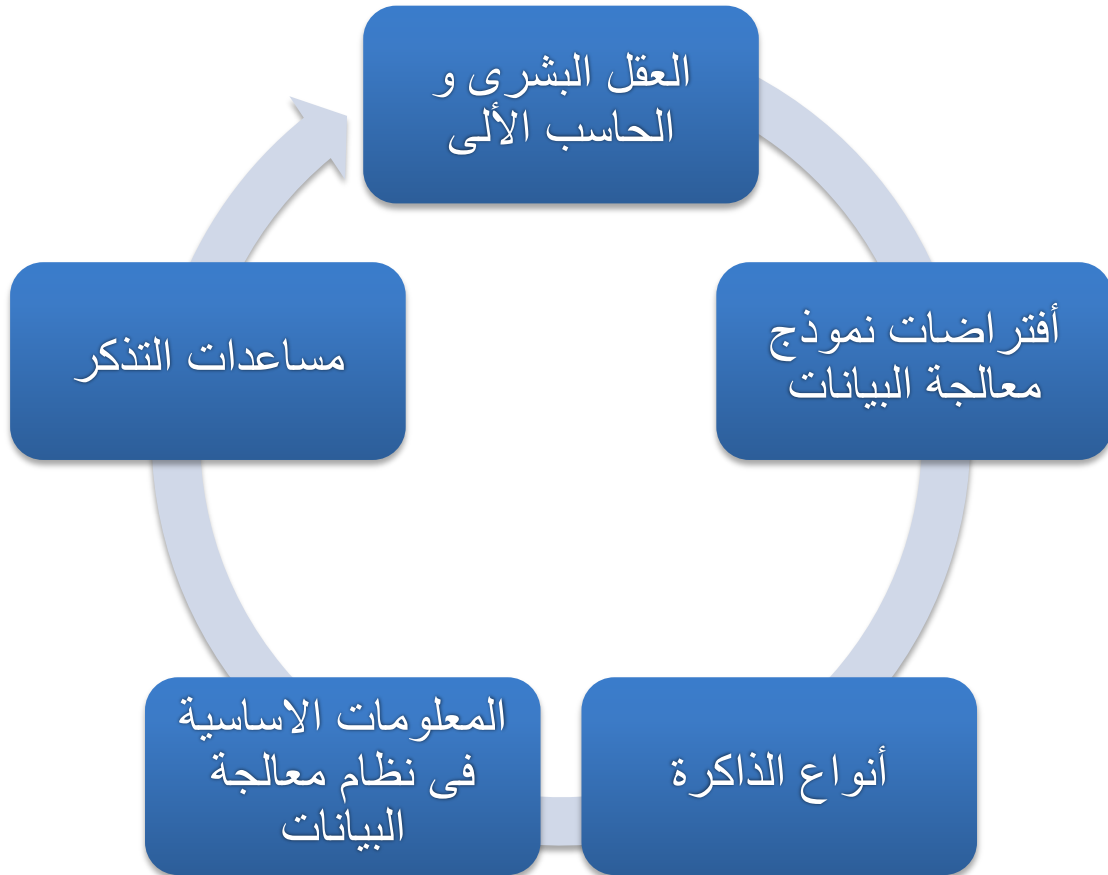 العقل البشرى و
الحاسب الألى
أفتراضات نموذج
معالجة البيانات
أنواع الذاكرة
المعلومات الاساسية
فى نظام معالجة
البيانات
مساعدات التذكر